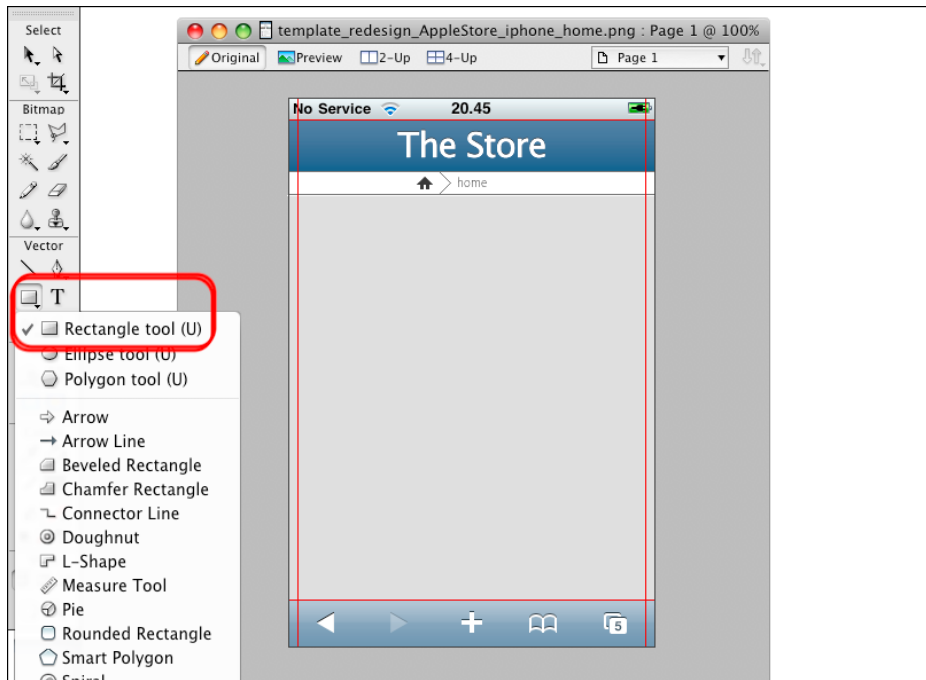 Select
template_redesign_AppleStore_iphone_home.png : Page 1 @ 100%
Original Preview 2-Up 4-Up Page 1
Bitmap
No Service 20.45
The Store
home
Vector
T
Rectangle tool (U)
Ellipse tool (U)
Polygon tool (U)
Arrow
Arrow Line
Beveled Rectangle
Chamfer Rectangle
Connector Line
Doughnut
L-Shape
Measure Tool
Pie
Rounded Rectangle
Smart Polygon
Spiral
5